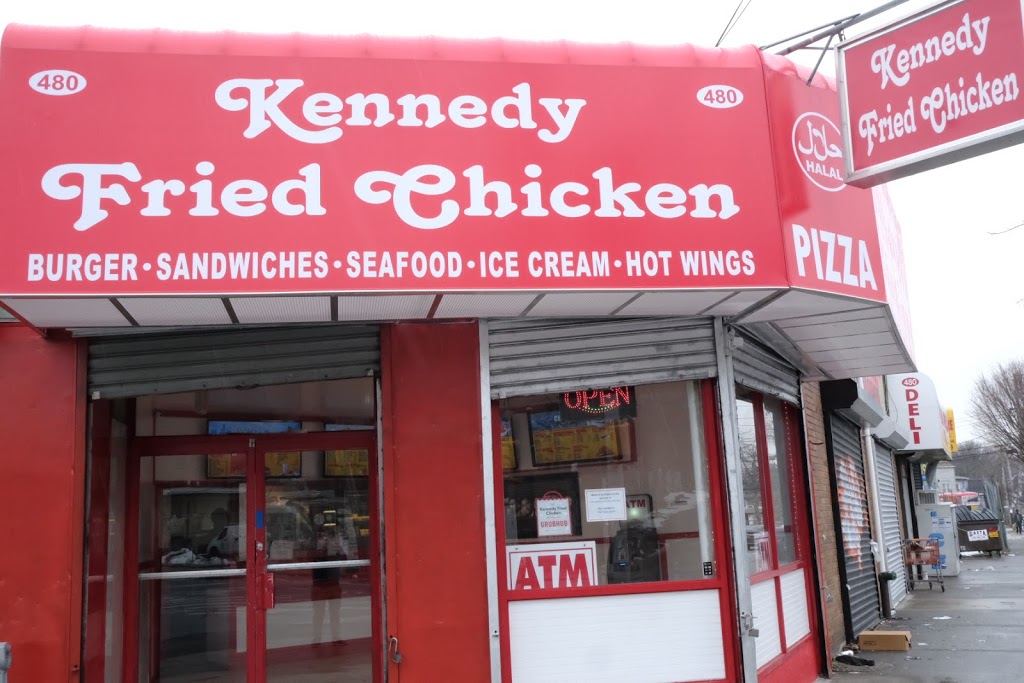 480
480
Kennedy
Fried Chicken
BURGER · SANDWICHES · SEAFOOD · ICE CREAM · HOT WINGS
حلال
HALAL
PIZZA
Kennedy
Fried Chicken
OPEN
Kennedy Fried
Chicken
GRUBHUB
ATM
ATM
480
DELI